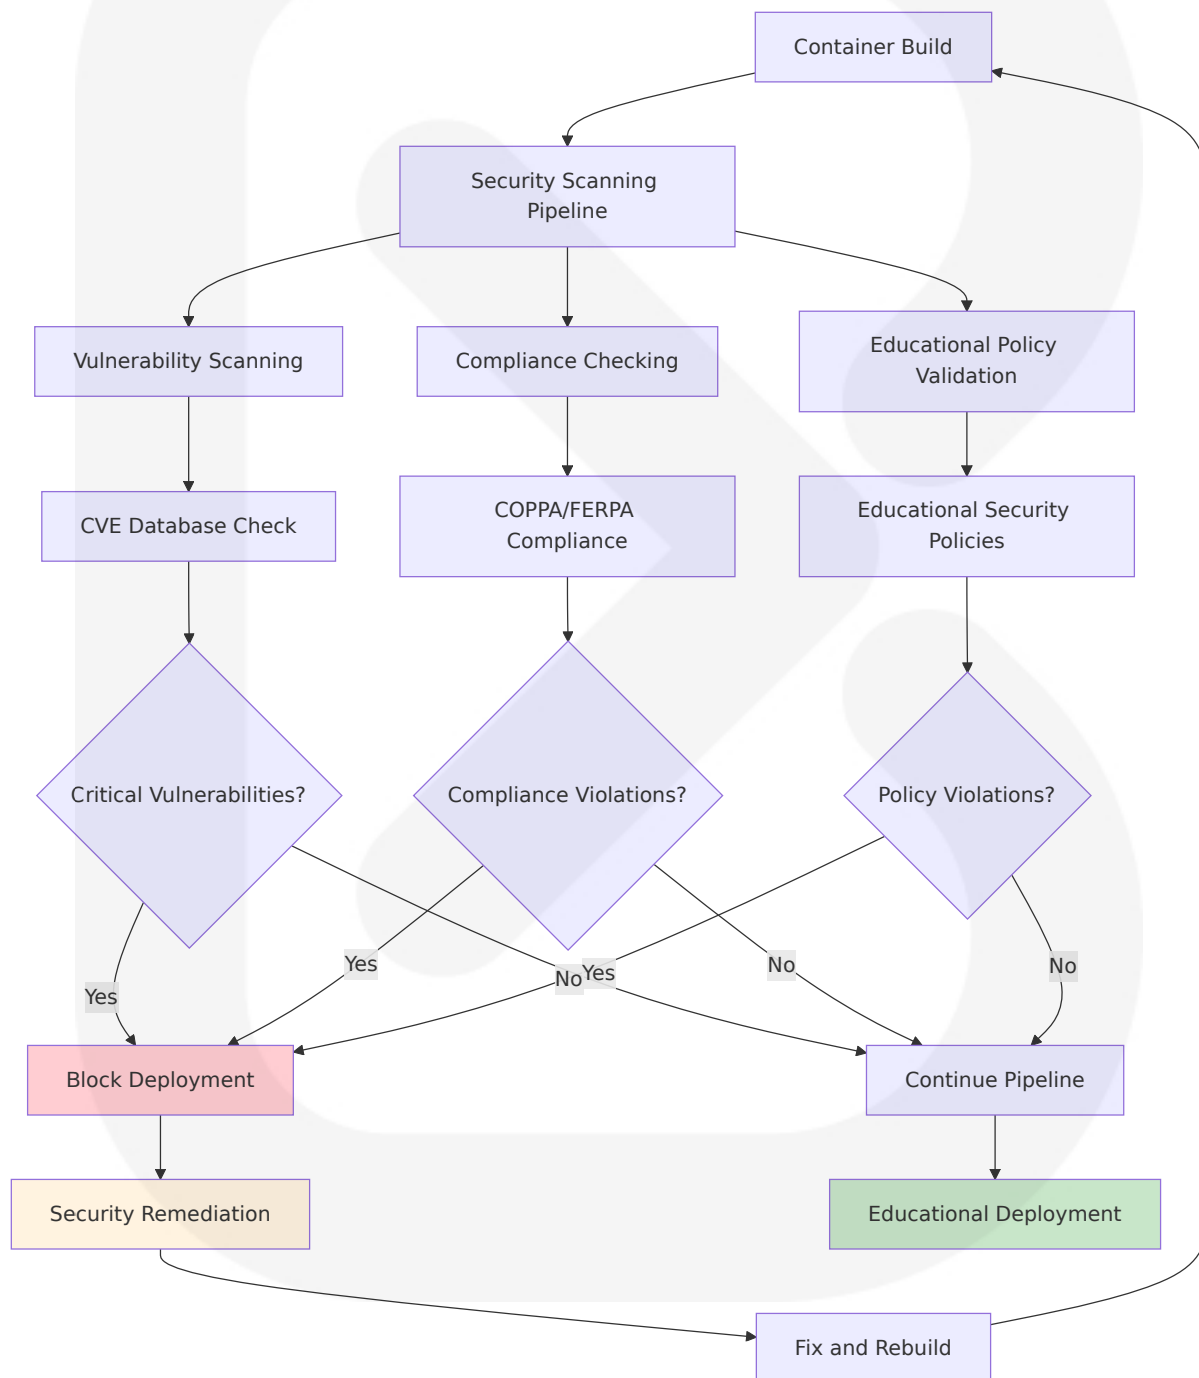 Container Build
Security Scanning
Pipeline
Vulnerability Scanning
Compliance Checking
Educational Policy
Validation
CVE Database Check
COPPA/FERPA
Compliance
Educational Security
Policies
Critical Vulnerabilities?
Compliance Violations?
Policy Violations?
Yes
Yes
No
Yes
No
No
Block Deployment
Continue Pipeline
Security Remediation
Educational Deployment
Fix and Rebuild